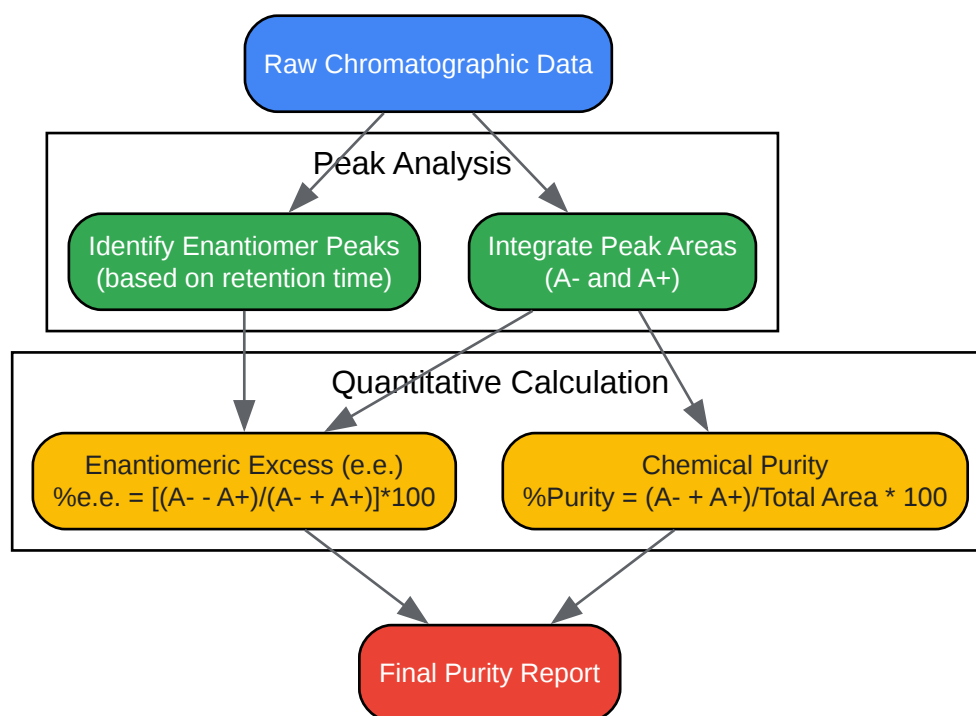 Raw Chromatographic Data
Peak Analysis
Identify Enantiomer Peaks
(based on retention time)
Integrate Peak Areas
(A- and A+)
Quantitative Calculation
Enantiomeric Excess (e.e.)
%e.e. = [(A- - A+)/(A- + A+)]*100
Chemical Purity
%Purity = (A- + A+)/Total Area * 100
Final Purity Report